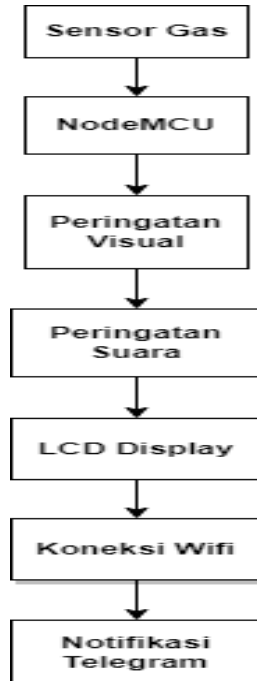 Sensor Gas
NodeMCU
Peringatan
Visual
Peringatan
Suara
LCD Display
Koneksi Wifi
Notifikasi
Telegram